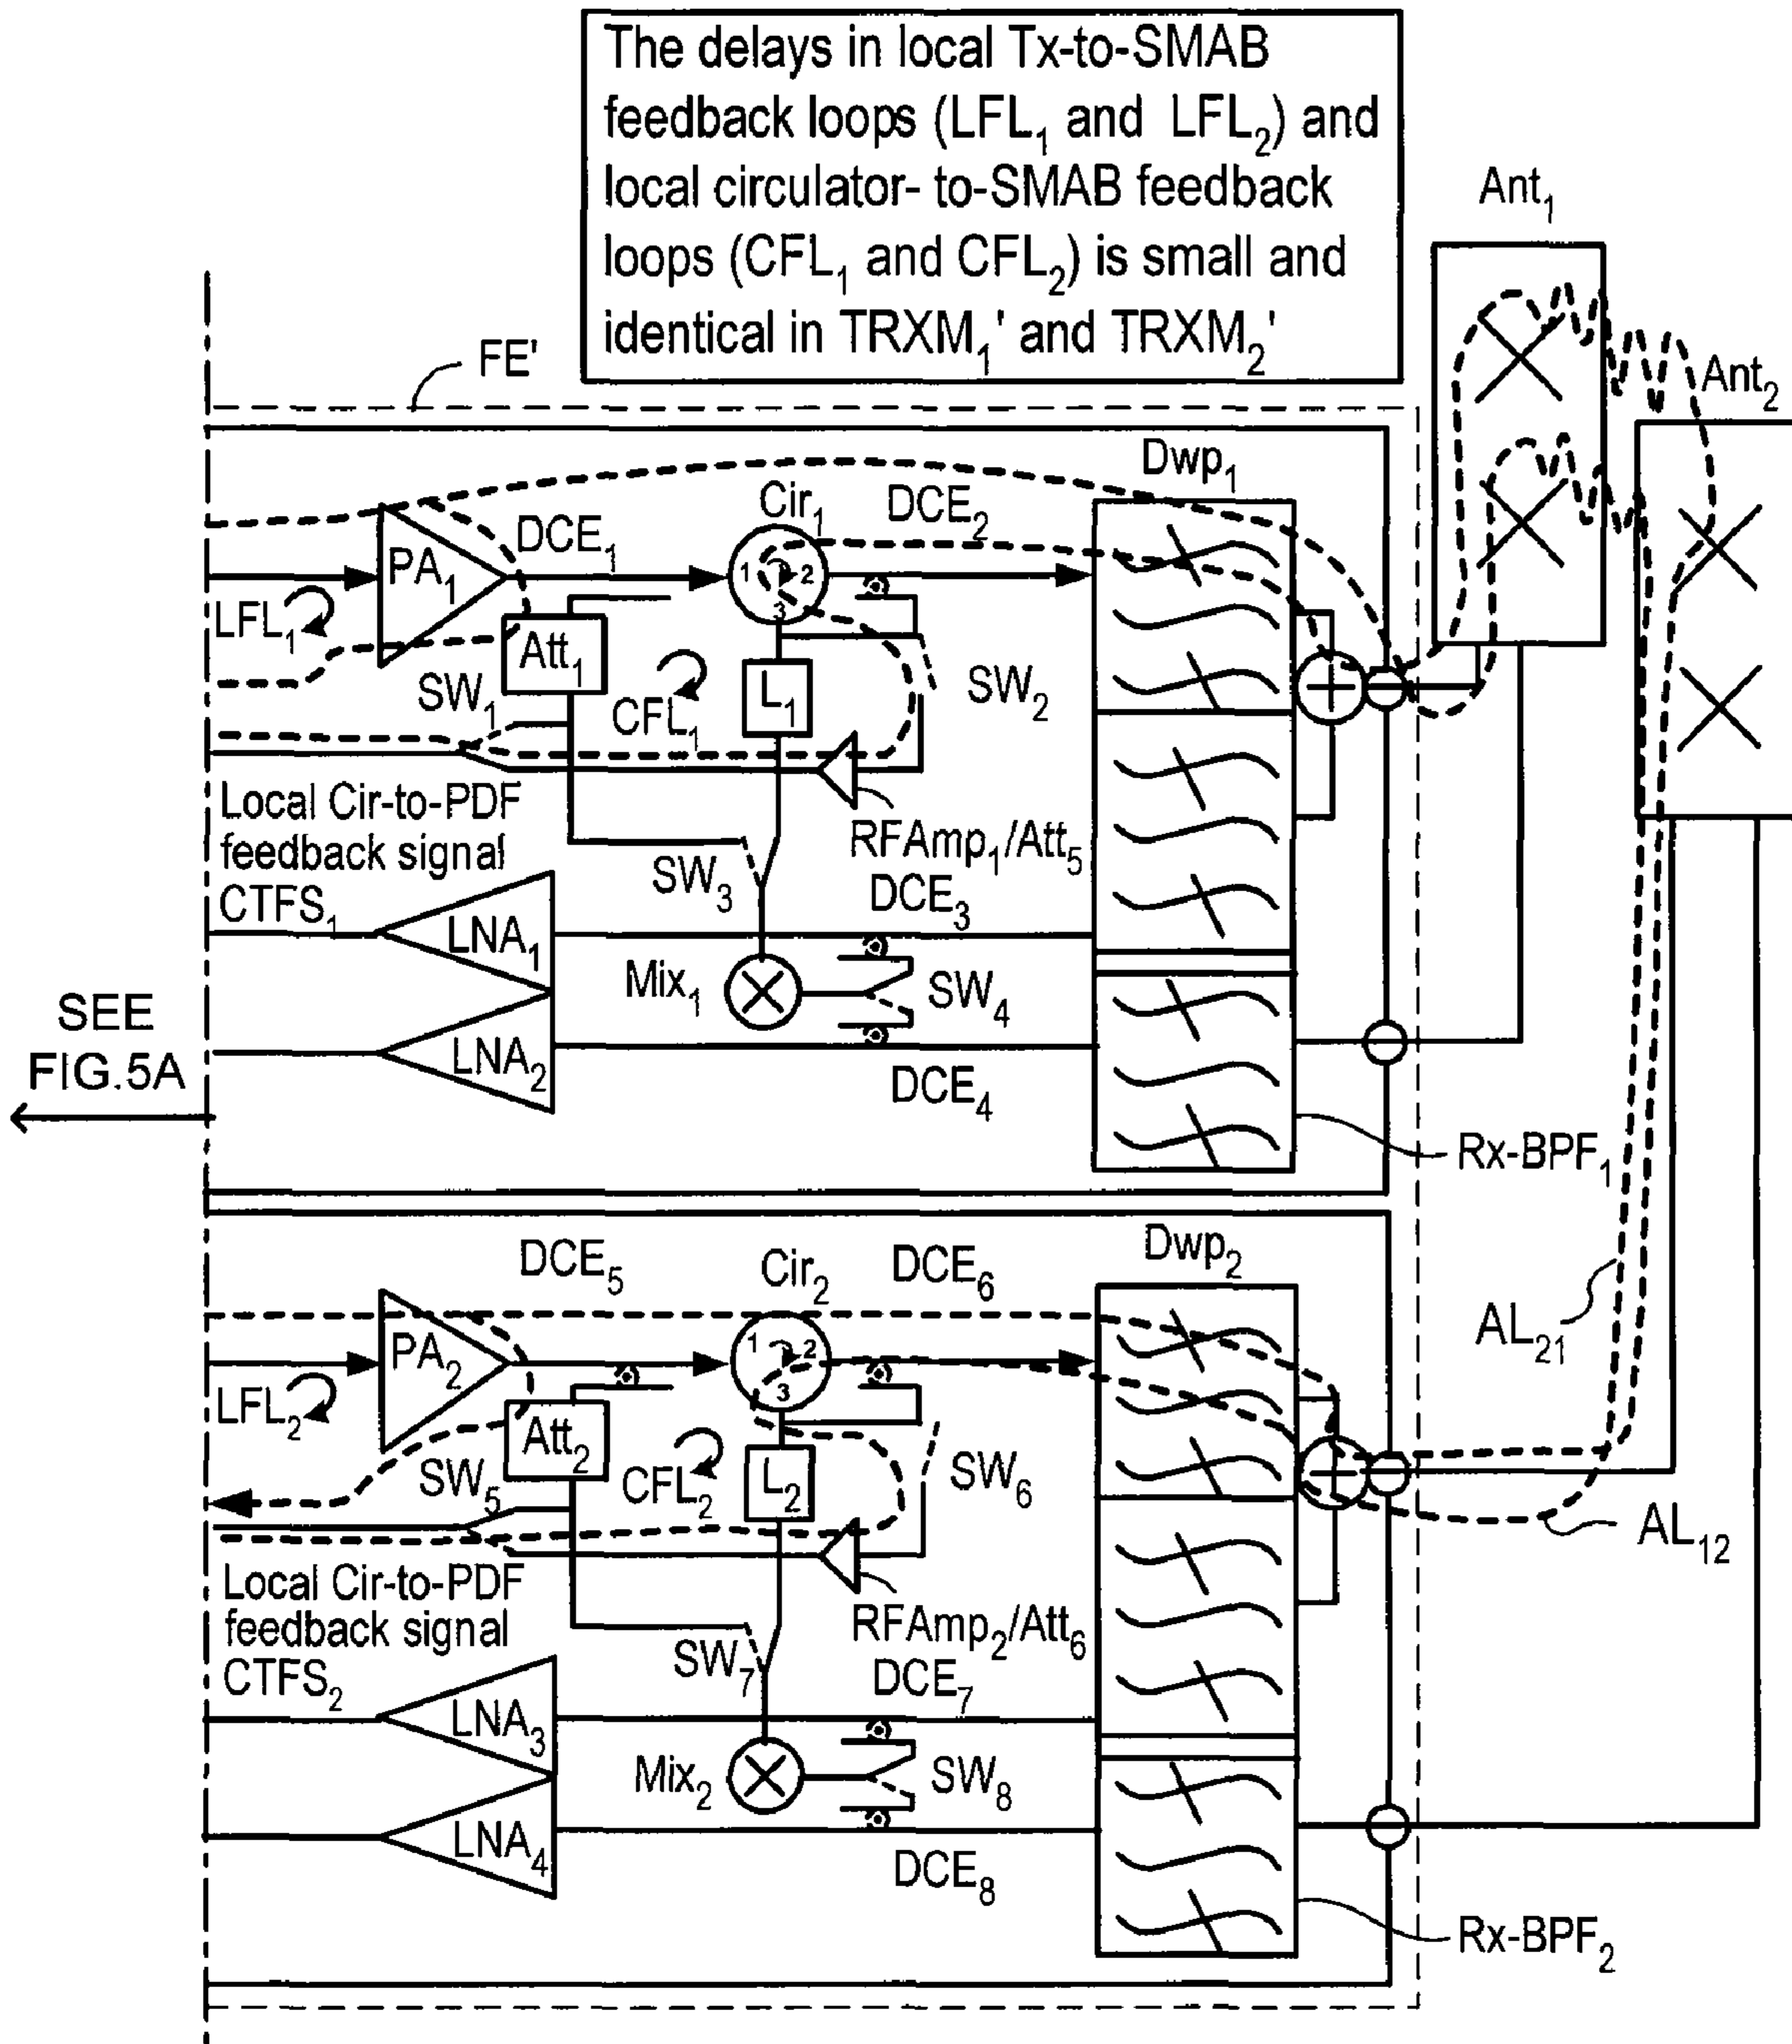 The delays in local Tx-to-SMAB
feedback loops (LFL₁ and LFL₂) and
local circulator- to-SMAB feedback
loops (CFL₁ and CFL₂) is small and
identical in TRXM₁' and TRXM₂'
Ant₁
Ant₂
FE'
Dwp₁
Cir₁
DCE₂
DCE₁
PA₁
1 2
3
LFL₁
Att₁
SW₁
CFL₁
L₁
SW₂
Local Cir-to-PDF
feedback signal
CTFS₁
RFAmp₁/Att₅
SW₃
DCE₃
LNA₁
Mix₁
SW₄
SEE
FIG.5A
LNA₂
DCE₄
Rx-BPF₁
Dwp₂
DCE₅
Cir₂
DCE₆
PA₂
1 2
3
AL₂₁
LFL₂
Att₂
SW₅
CFL₂
L₂
SW₆
AL₁₂
Local Cir-to-PDF
feedback signal
CTFS₂
RFAmp₂/Att₆
SW₇
DCE₇
LNA₃
Mix₂
SW₈
LNA₄
DCE₈
Rx-BPF₂